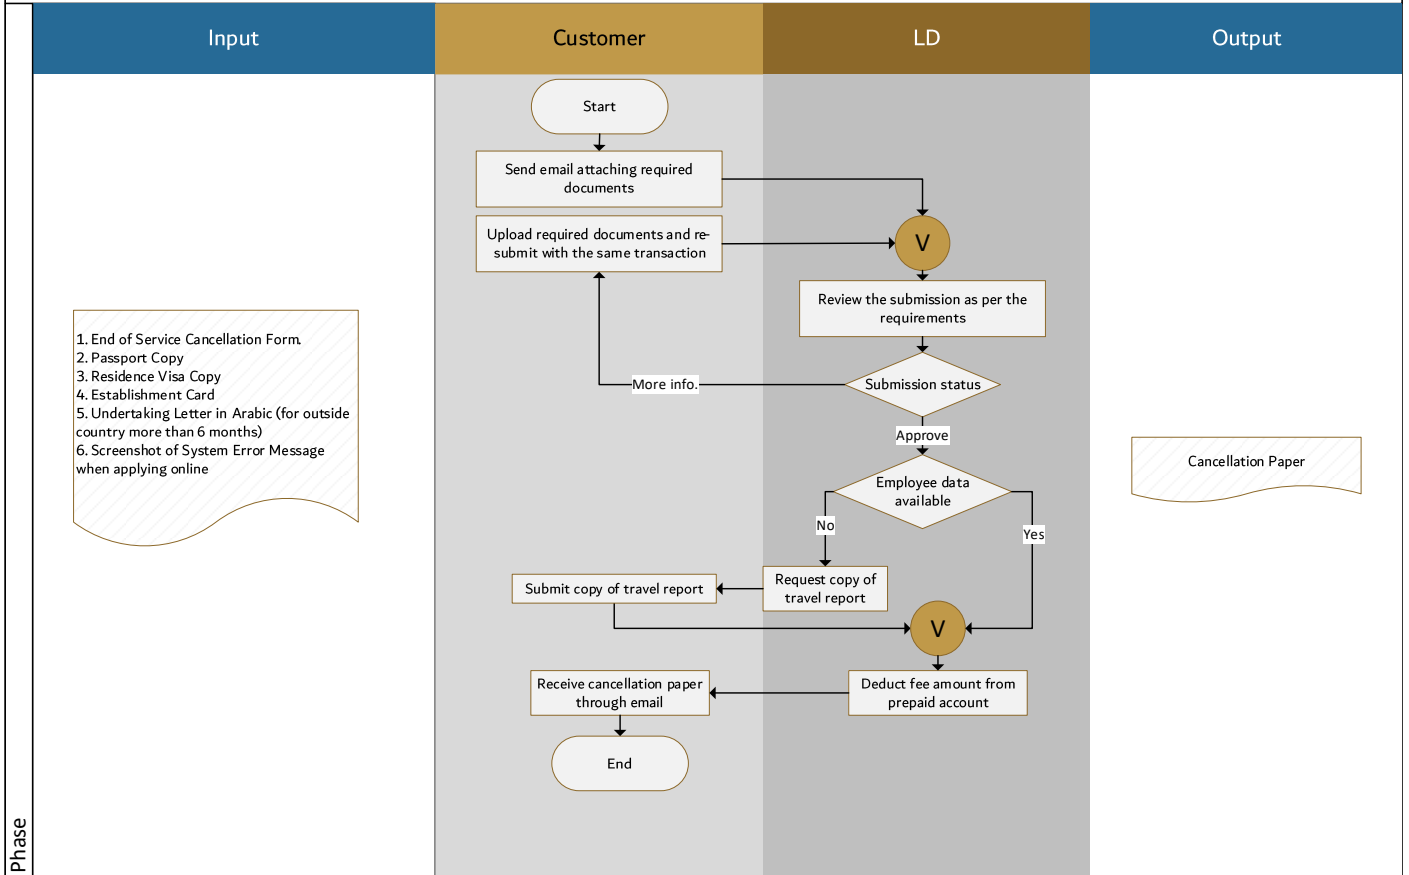 Input
Customer
LD
Output
Start
Send email attaching required
documents
Upload required documents and re-
submit with the same transaction
V
Review the submission as per the
requirements
1. End of Service Cancellation Form.
2. Passport Copy
3. Residence Visa Copy
4. Establishment Card
5. Undertaking Letter in Arabic (for outside
country more than 6 months)
6. Screenshot of System Error Message
when applying online
More info.
Submission status
Approve
Employee data
available
Cancellation Paper
No
Yes
Request copy of
travel report
Submit copy of travel report
V
Deduct fee amount from
prepaid account
Receive cancellation paper
through email
End
Phase